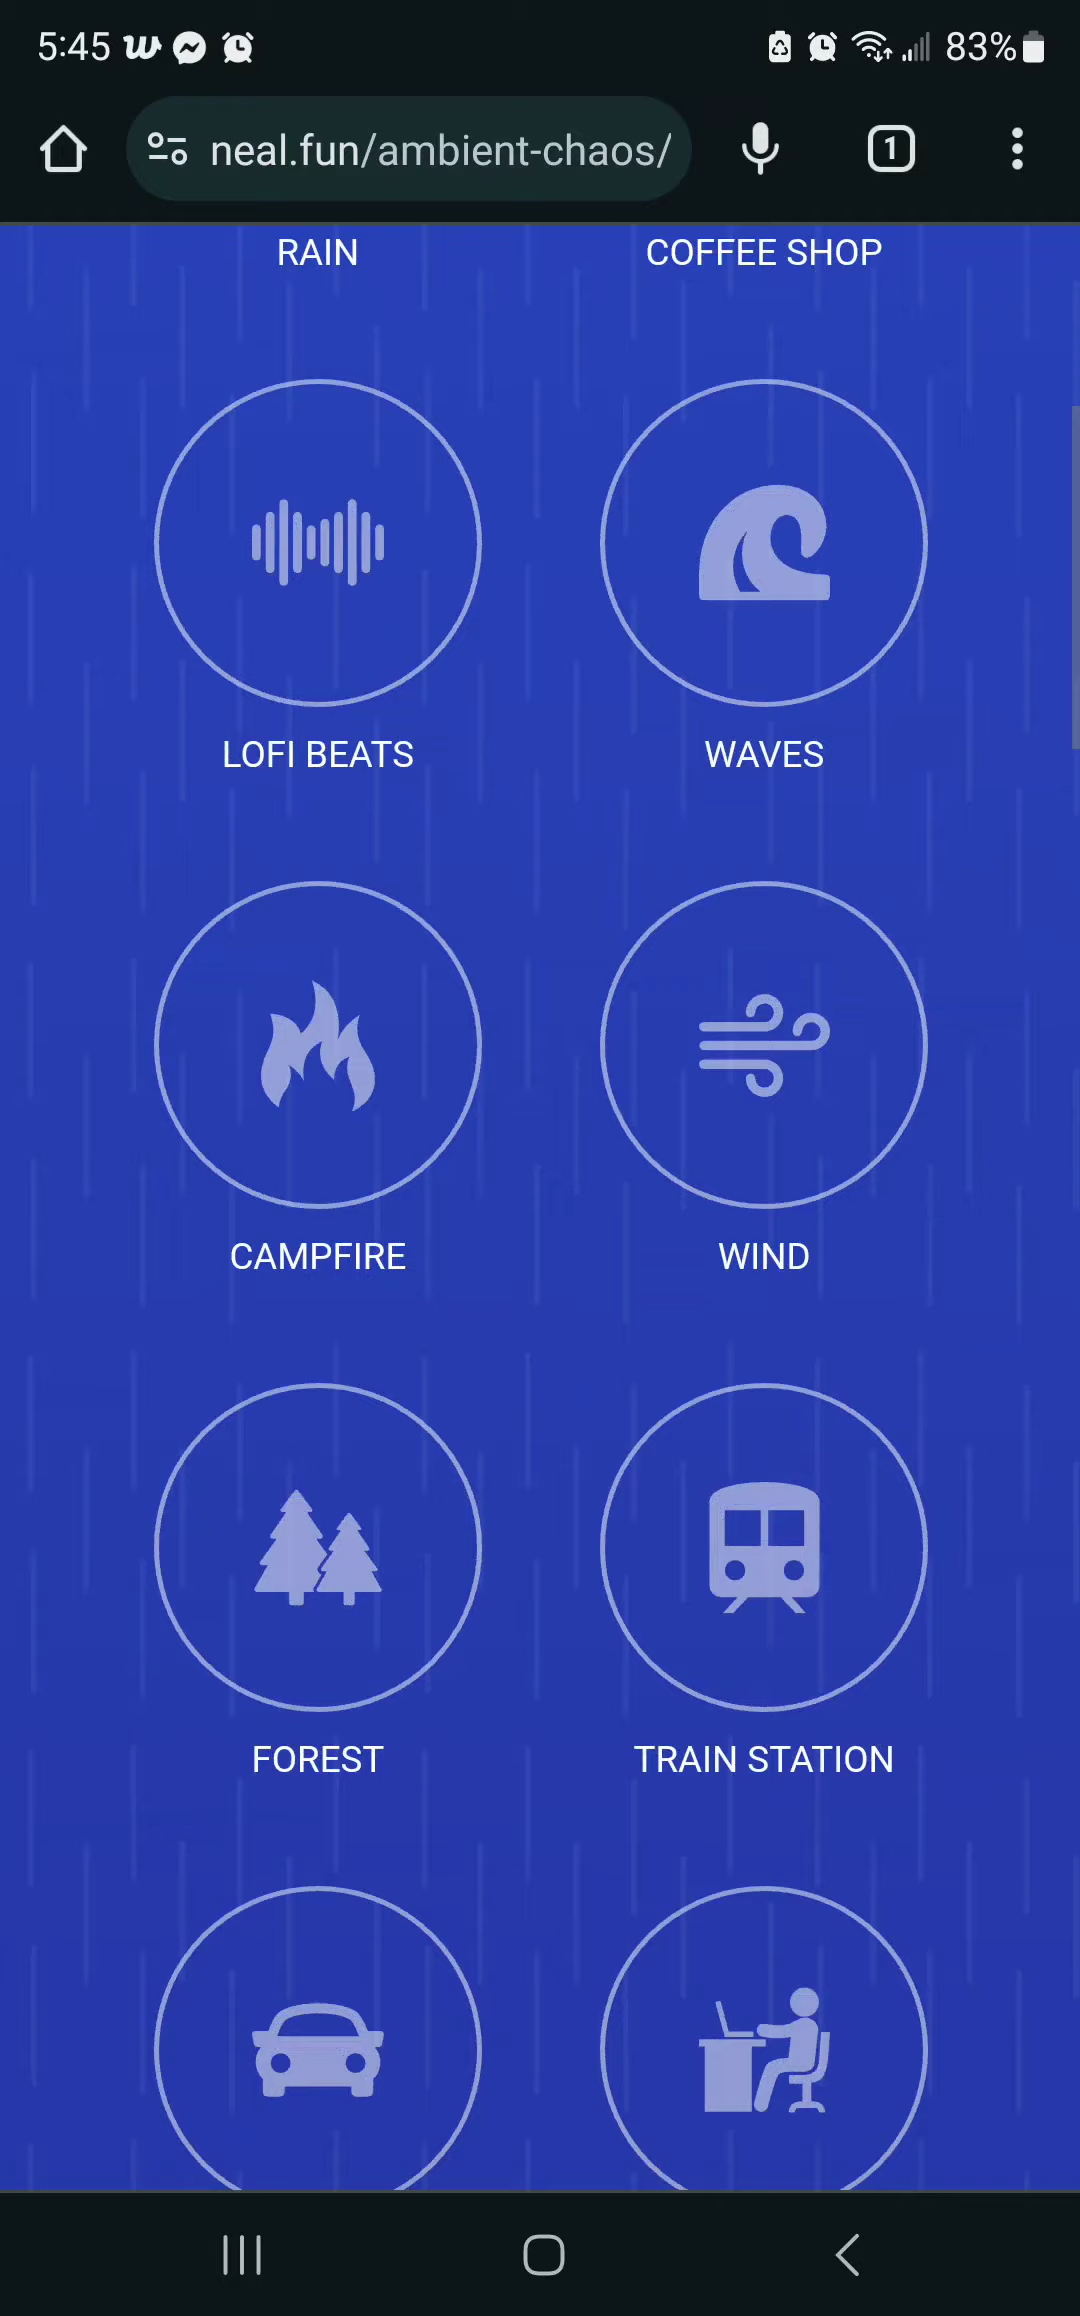 5:45 83%
neal.fun/ambient-chaos/ 1
RAIN COFFEE SHOP
LOFI BEATS WAVES
CAMPFIRE WIND
FOREST TRAIN STATION